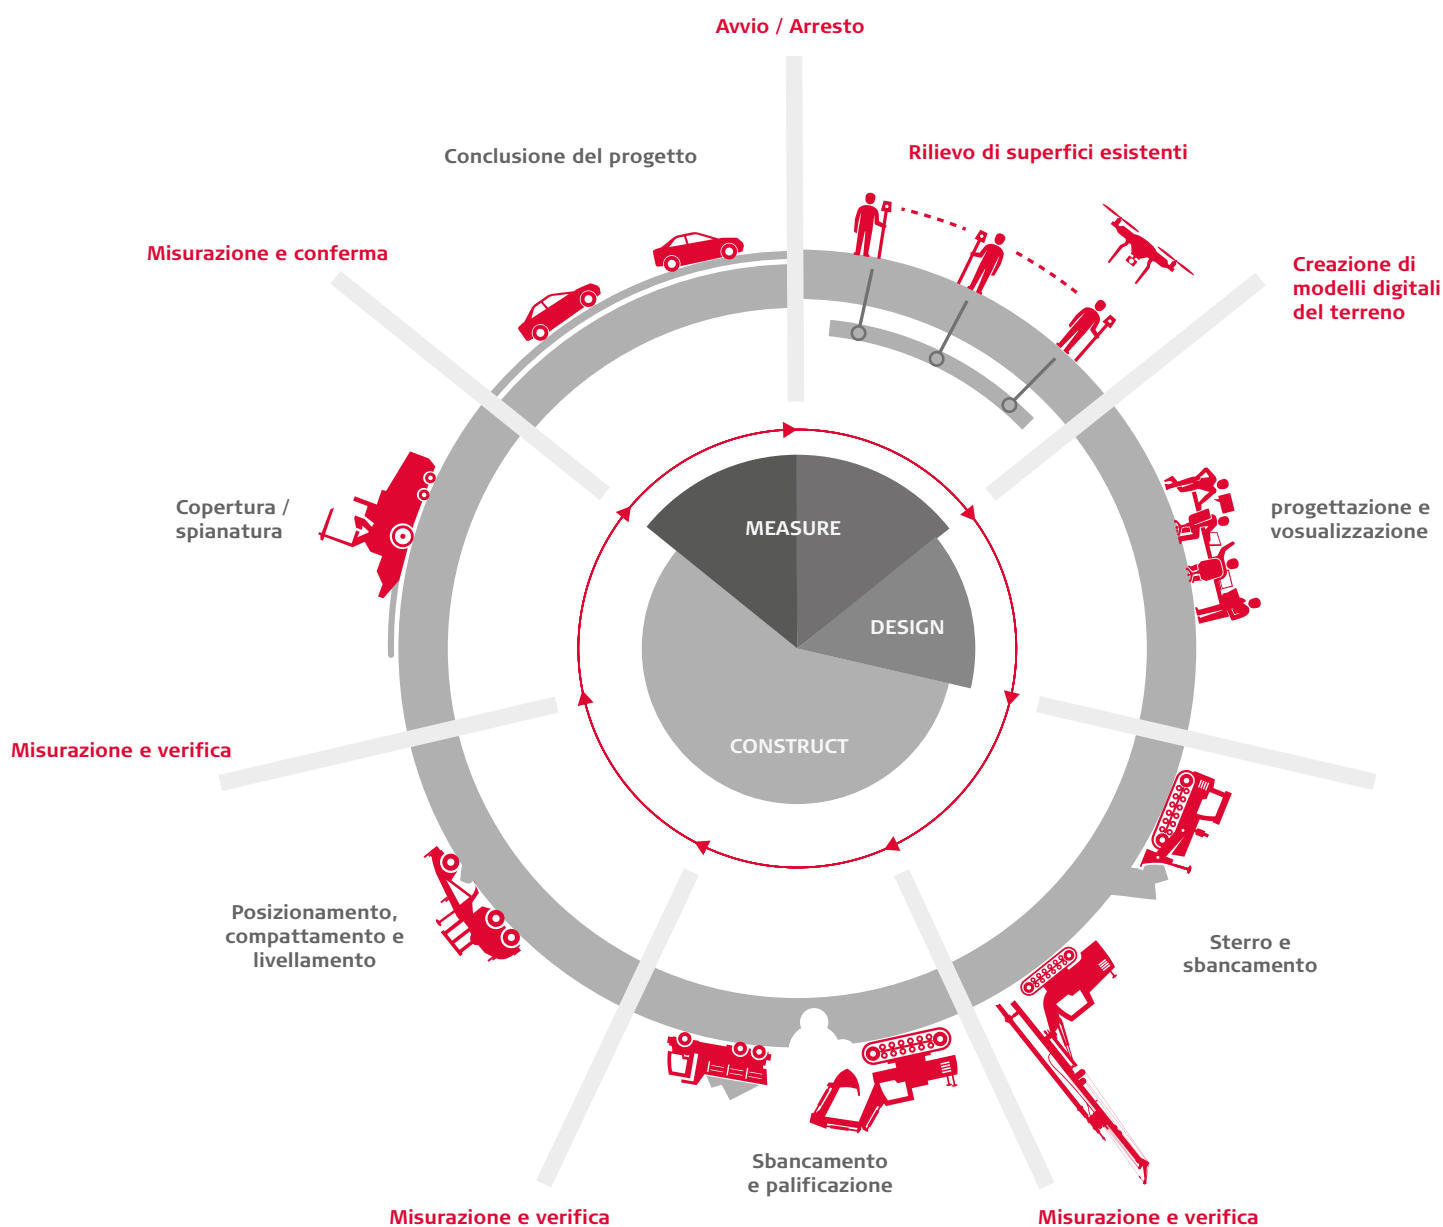 Avvio / Arresto
Rilievo di superfici esistenti
Creazione di
modelli digitali
del terreno
progettazione e
vosualizzazione
Sterro e
sbancamento
Misurazione e verifica
Sbancamento
e palificazione
Misurazione e verifica
Posizionamento,
compattamento e
livellamento
Misurazione e verifica
Copertura /
spianatura
Misurazione e conferma
Conclusione del progetto
MEASURE
DESIGN
CONSTRUCT